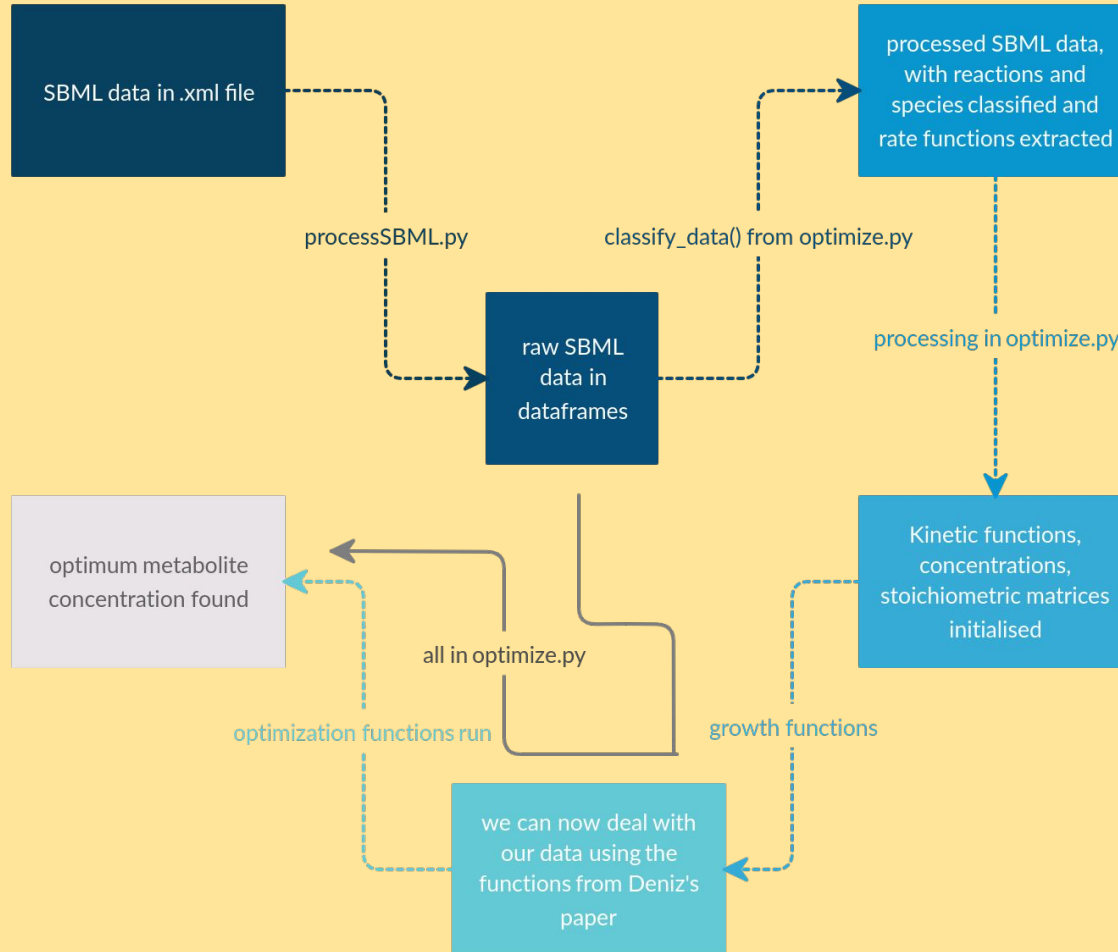 SBML data in .xml file
processSBML.py
raw SBML
data in
dataframes
classify_data() from optimize.py
processed SBML data,
with reactions and
species classified and
rate functions extracted
processing in optimize.py
Kinetic functions,
concentrations,
stoichiometric matrices
initialised
growth functions
we can now deal with
our data using the
functions from Deniz's
paper
optimization functions run
all in optimize.py
optimum metabolite
concentration found